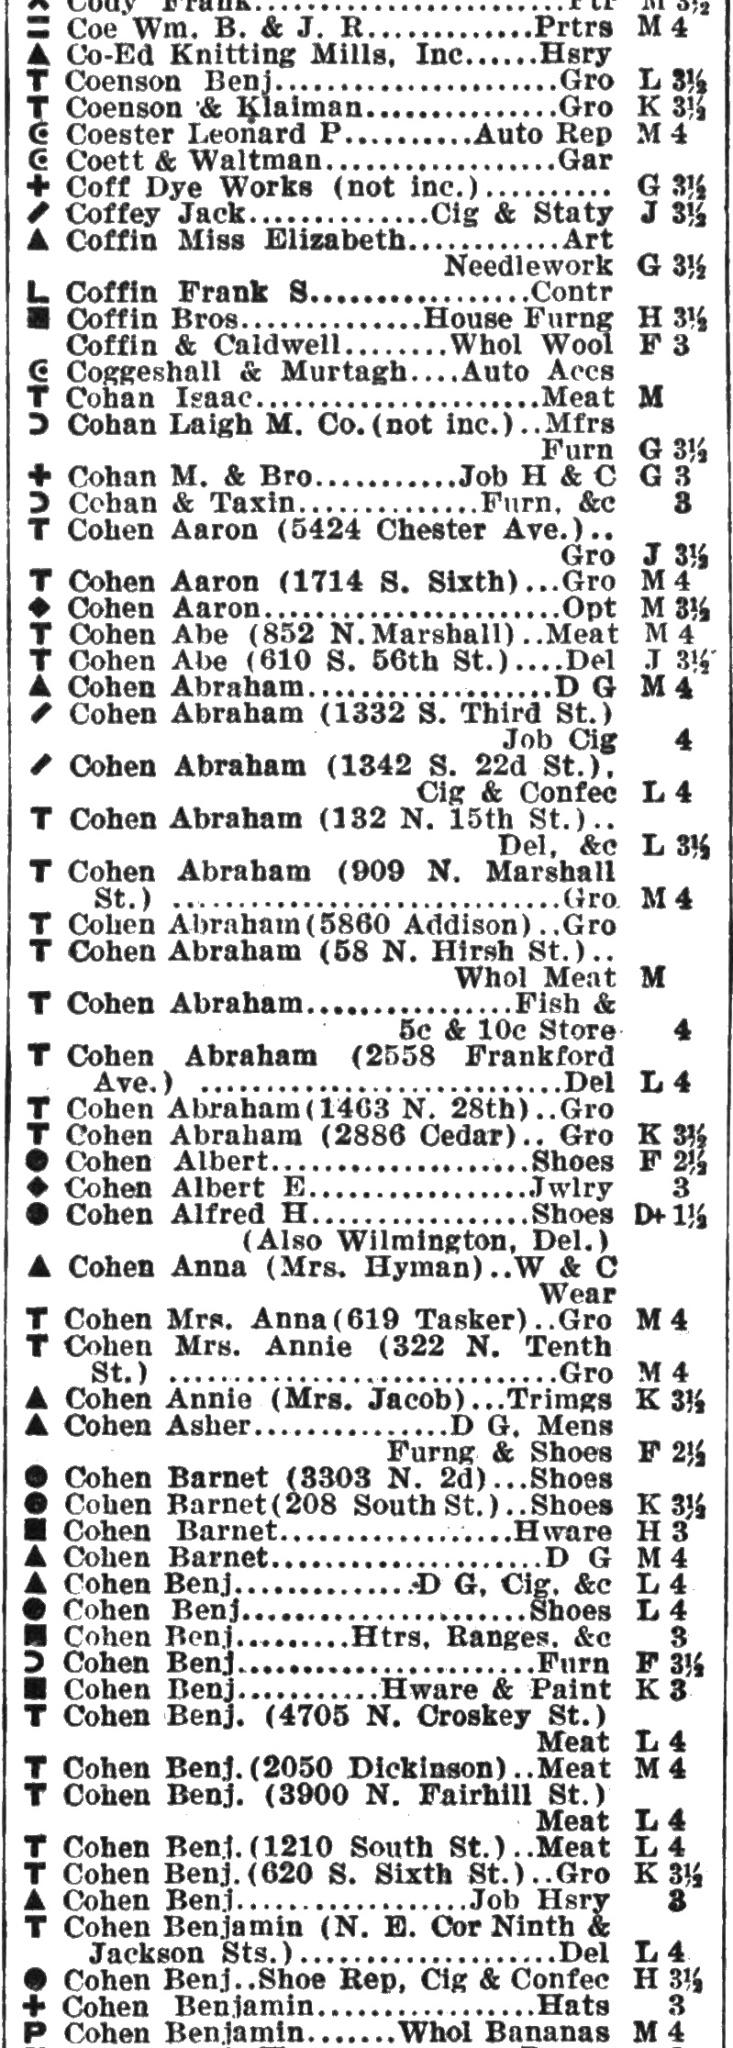 Cody Frank......................Ptr M 3½
= Coe Wm. B. & J. R.............Prtrs M 4
▲ Co-Ed Knitting Mills, Inc......Hsry
T Coenson Benj.....................Gro L 3½
T Coenson & Klaiman...............Gro K 3½
Coester Leonard P..........Auto Rep M 4
Coett & Waltman..................Gar
+ Coff Dye Works (not inc.).......... G 3½
Coffey Jack..............Cig & Staty J 3½
▲ Coffin Miss Elizabeth............Art
Needlework G 3½
L Coffin Frank S.................Contr
■ Coffin Bros..............House Furng H 3½
Coffin & Caldwell........Whol Wool F 3
Coggeshall & Murtagh....Auto Accs
T Cohan Isaac......................Meat M
Ɔ Cohan Laigh M. Co.(not inc.)..Mfrs
Furn G 3½
+ Cohan M. & Bro...........Job H & C G 3
Ɔ Cohan & Taxin..............Furn, &c 3
T Cohen Aaron (5424 Chester Ave.)..
Gro J 3½
T Cohen Aaron (1714 S. Sixth)...Gro M 4
◆ Cohen Aaron......................Opt M 3½
T Cohen Abe (852 N. Marshall)..Meat M 4
T Cohen Abe (610 S. 56th St.)....Del J 3½
▲ Cohen Abraham...................D G M 4
Cohen Abraham (1332 S. Third St.)
Job Cig 4
Cohen Abraham (1342 S. 22d St.),
Cig & Confec L 4
T Cohen Abraham (132 N. 15th St.)..
Del, &c L 3½
T Cohen Abraham (909 N. Marshall
St.) .............................Gro M 4
T Cohen Abraham(5860 Addison)..Gro
T Cohen Abraham (58 N. Hirsh St.)..
Whol Meat M
T Cohen Abraham................Fish &
5c & 10c Store 4
T Cohen Abraham (2558 Frankford
Ave.) ...........................Del L 4
T Cohen Abraham(1463 N. 28th)..Gro
T Cohen Abraham (2886 Cedar).. Gro K 3½
● Cohen Albert....................Shoes F 2½
◆ Cohen Albert E.................Jwlry 3
● Cohen Alfred H................Shoes D+ 1½
(Also Wilmington, Del.)
▲ Cohen Anna (Mrs. Hyman)..W & C
Wear
T Cohen Mrs. Anna(619 Tasker)..Gro M 4
T Cohen Mrs. Annie (322 N. Tenth
St.) .............................Gro M 4
▲ Cohen Annie (Mrs. Jacob)...Trimgs K 3½
▲ Cohen Asher...............D G, Mens
Furng & Shoes F 2½
● Cohen Barnet (3303 N. 2d)...Shoes
● Cohen Barnet(208 South St.)..Shoes K 3½
■ Cohen Barnet..................Hware H 3
▲ Cohen Barnet.....................D G M 4
▲ Cohen Benj..............D G, Cig, &c L 4
● Cohen Benj......................Shoes L 4
■ Cohen Benj.........Htrs, Ranges, &c 3
Ɔ Cohen Benj.......................Furn F 3½
■ Cohen Benj...........Hware & Paint K 3
T Cohen Benj. (4705 N. Croskey St.)
Meat L 4
T Cohen Benj.(2050 Dickinson)..Meat M 4
T Cohen Benj. (3900 N. Fairhill St.)
Meat L 4
T Cohen Benj.(1210 South St.)..Meat L 4
T Cohen Benj.(620 S. Sixth St.)..Gro K 3½
▲ Cohen Benj..................Job Hsry 3
T Cohen Benjamin (N. E. Cor Ninth &
Jackson Sts.)....................Del L 4
● Cohen Benj..Shoe Rep, Cig & Confec H 3½
+ Cohen Benjamin.................Hats 3
P Cohen Benjamin.......Whol Bananas M 4